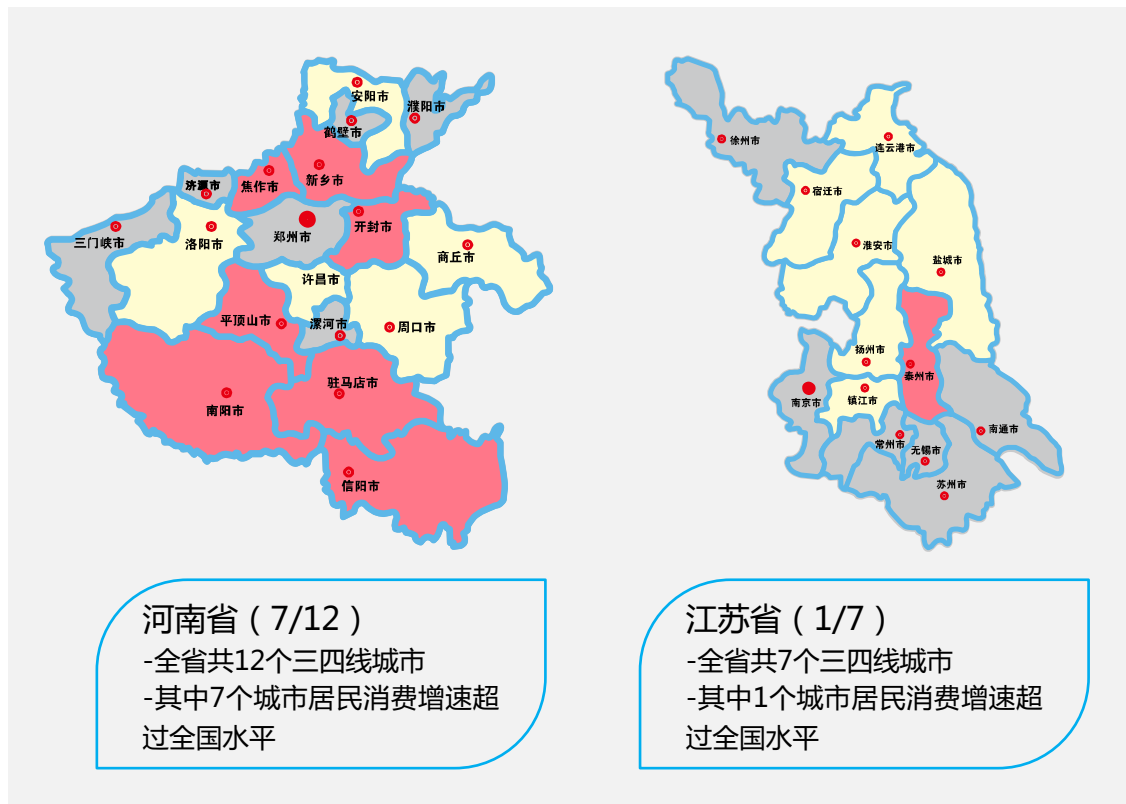 安阳市
濮阳市
鹤壁市
新乡市
焦作市
济源市
三门峡市
洛阳市
郑州市
开封市
商丘市
许昌市
平顶山市
漯河市
周口市
驻马店市
南阳市
信阳市
徐州市
连云港市
宿迁市
淮安市
盐城市
扬州市
泰州市
南京市
镇江市
南通市
常州市
无锡市
苏州市
河南省（7/12）
-全省共12个三四线城市
-其中7个城市居民消费增速超
过全国水平
江苏省（1/7）
-全省共7个三四线城市
-其中1个城市居民消费增速超
过全国水平